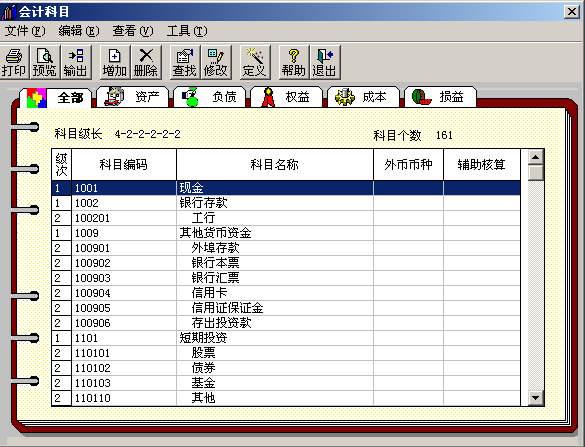 会计科目
文件(F) 编辑(E) 查看(V) 工具(T)
打印 预览 输出 增加 删除 查找 修改 定义 帮助 退出
全部 资产 负债 权益 成本 损益
科目级长 4-2-2-2-2-2 科目个数 161
级次 科目编码 科目名称 外币币种 辅助核算
1 1001 现金
1 1002 银行存款
2 100201 工行
1 1009 其他货币资金
2 100901 外埠存款
2 100902 银行本票
2 100903 银行汇票
2 100904 信用卡
2 100905 信用证保证金
2 100906 存出投资款
1 1101 短期投资
2 110101 股票
2 110102 债券
2 110103 基金
2 110110 其他